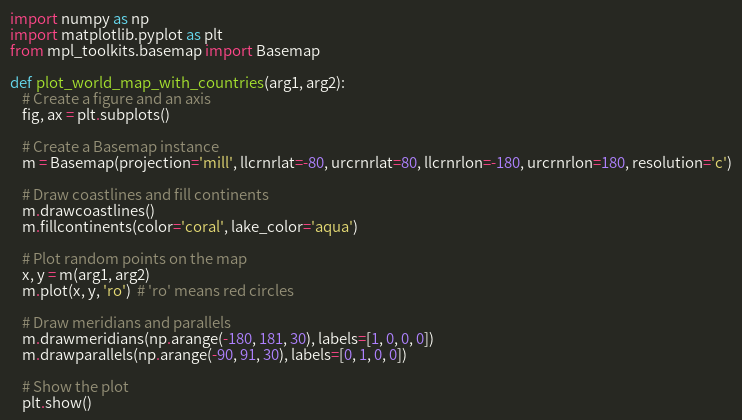 import numpy as np
import matplotlib.pyplot as plt
from mpl_toolkits.basemap import Basemap

def plot_world_map_with_countries(arg1, arg2):
    # Create a figure and an axis
    fig, ax = plt.subplots()

    # Create a Basemap instance
    m = Basemap(projection='mill', llcrnrlat=-80, urcrnrlat=80, llcrnrlon=-180, urcrnrlon=180, resolution='c')

    # Draw coastlines and fill continents
    m.drawcoastlines()
    m.fillcontinents(color='coral', lake_color='aqua')

    # Plot random points on the map
    x, y = m(arg1, arg2)
    m.plot(x, y, 'ro')  # 'ro' means red circles

    # Draw meridians and parallels
    m.drawmeridians(np.arange(-180, 181, 30), labels=[1, 0, 0, 0])
    m.drawparallels(np.arange(-90, 91, 30), labels=[0, 1, 0, 0])

    # Show the plot
    plt.show()